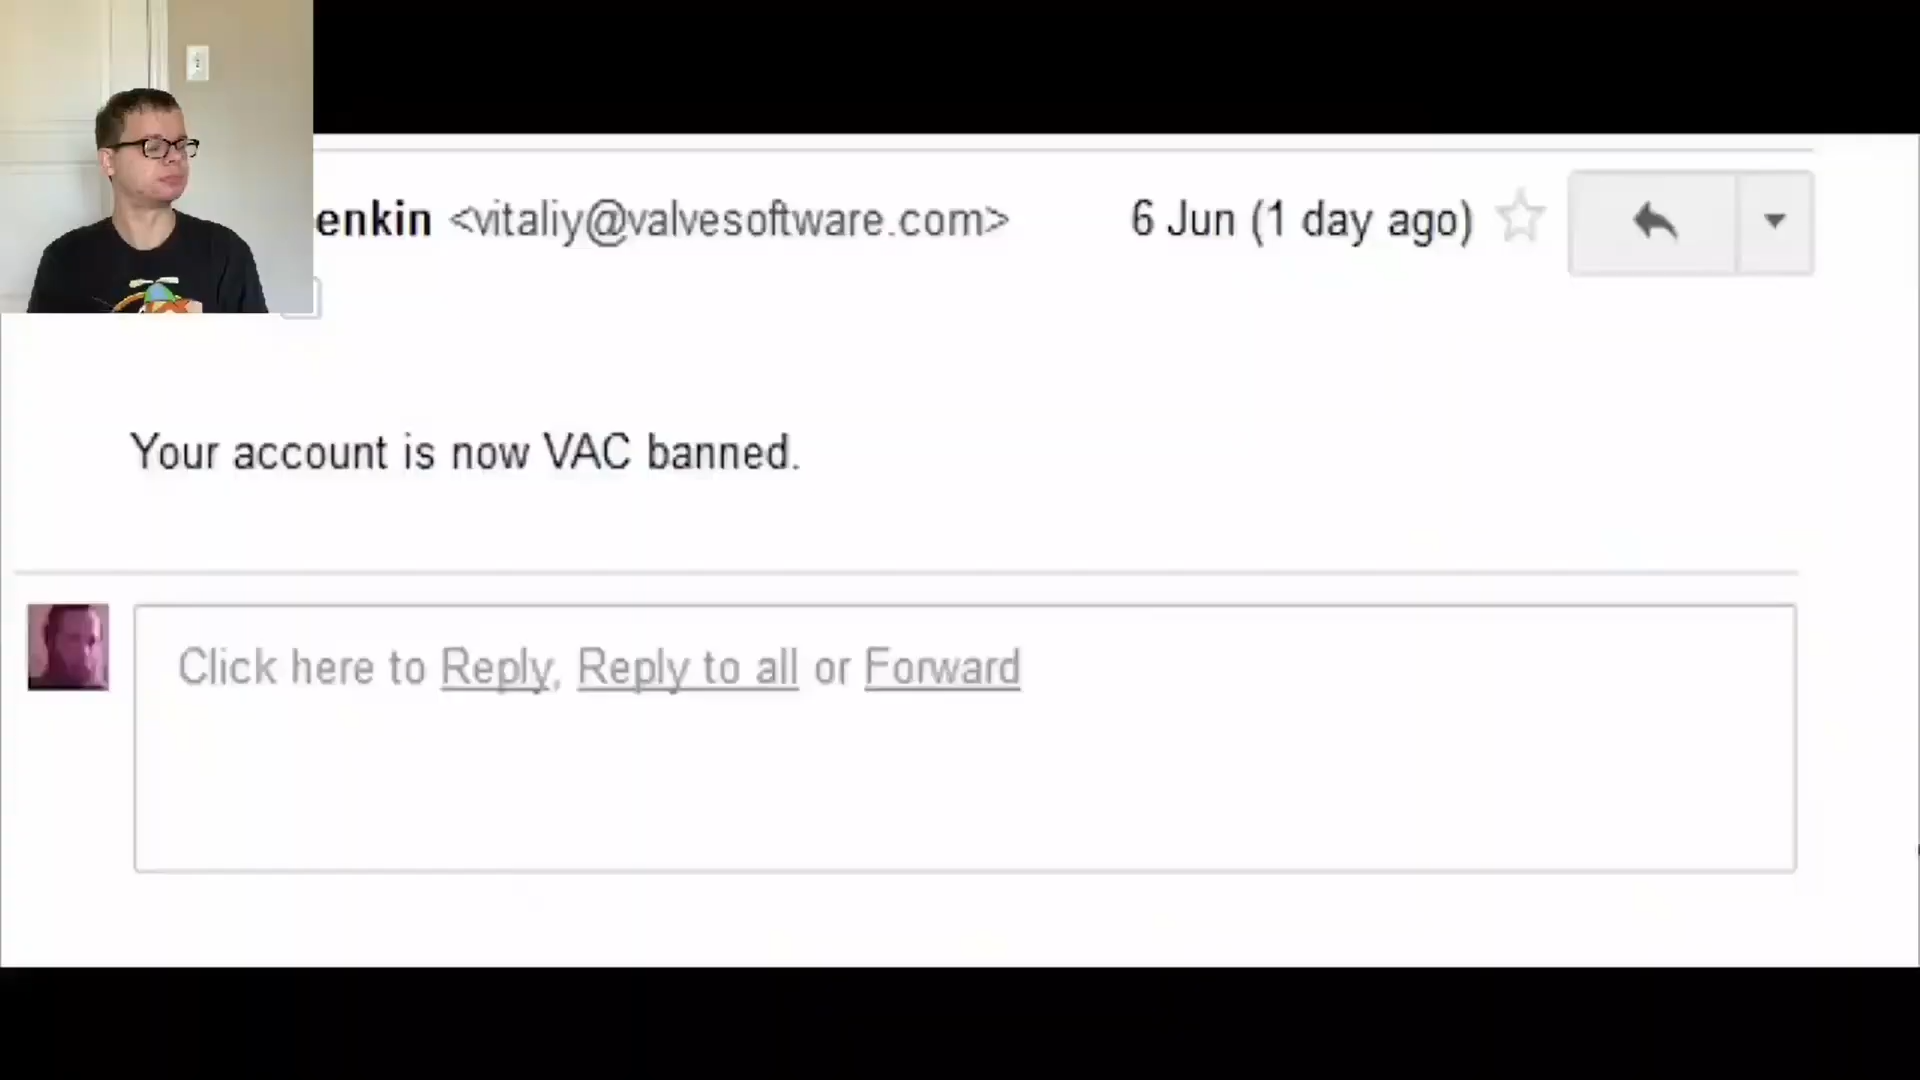 enkin <vitaliy@valvesoftware.com> 6 Jun (1 day ago)
Your account is now VAC banned.
Click here to Reply, Reply to all or Forward